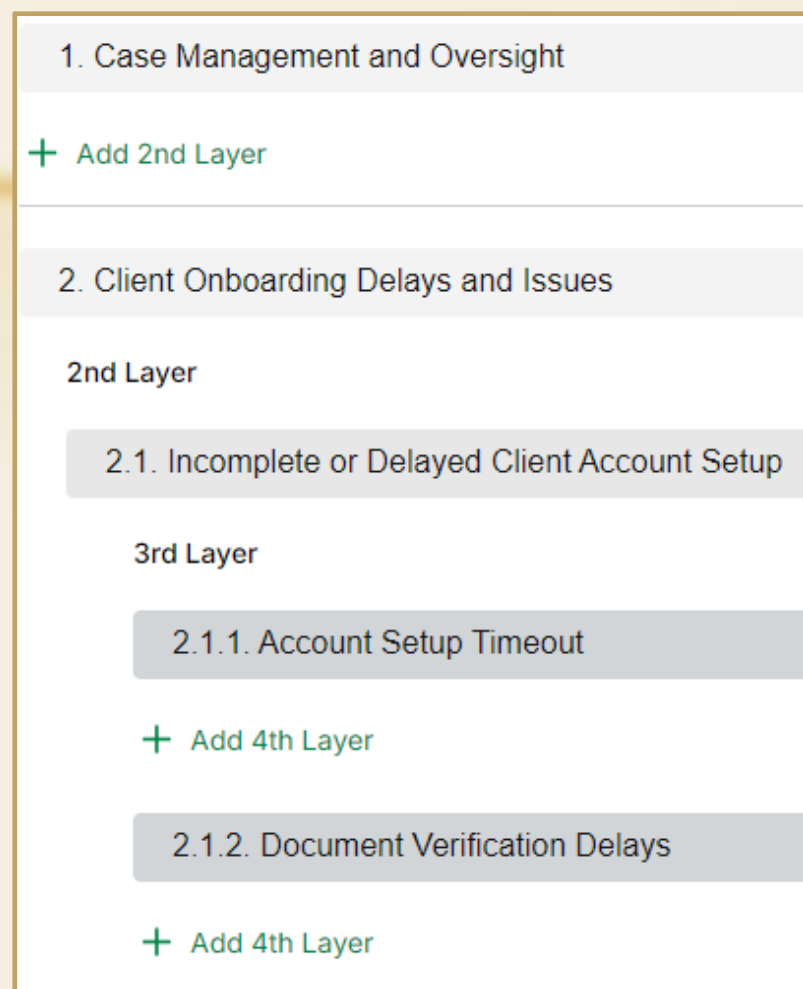 1. Case Management and Oversight
+ Add 2nd Layer
2. Client Onboarding Delays and Issues
2nd Layer
2.1. Incomplete or Delayed Client Account Setup
3rd Layer
2.1.1. Account Setup Timeout
+ Add 4th Layer
2.1.2. Document Verification Delays
+ Add 4th Layer